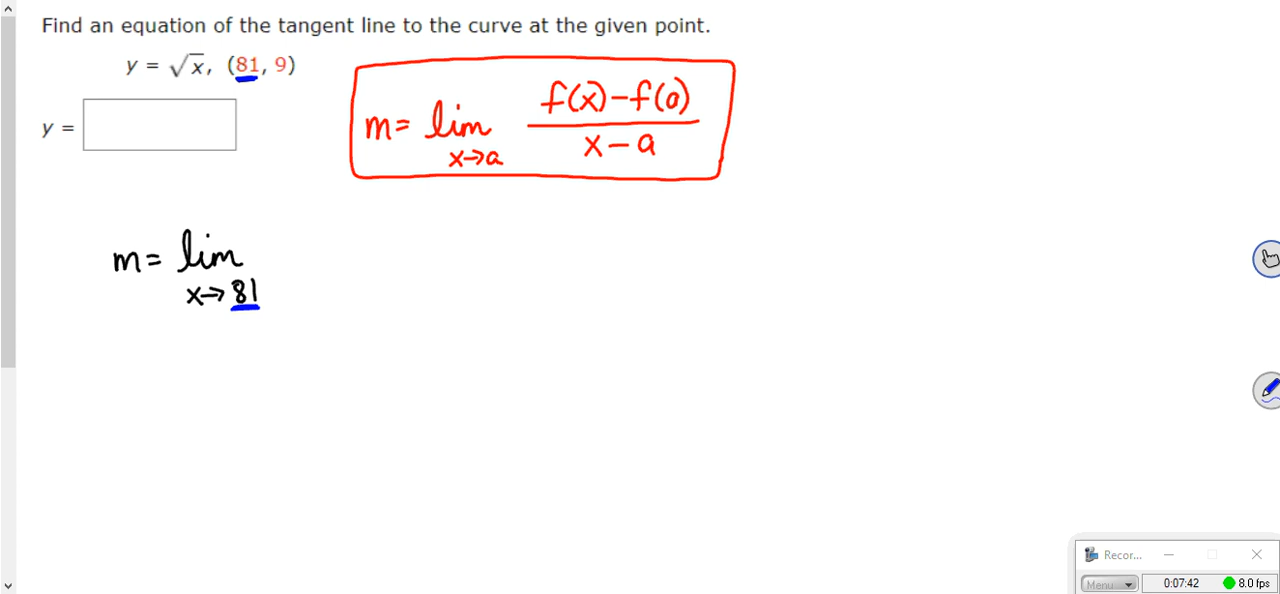 Find an equation of the tangent line to the curve at the given point.
y = √x, (81, 9)
y =
m = lim x→a f(x)-f(a) / x-a
m = lim x→81
Recor...
Menu 0:07:42 8.0 fps